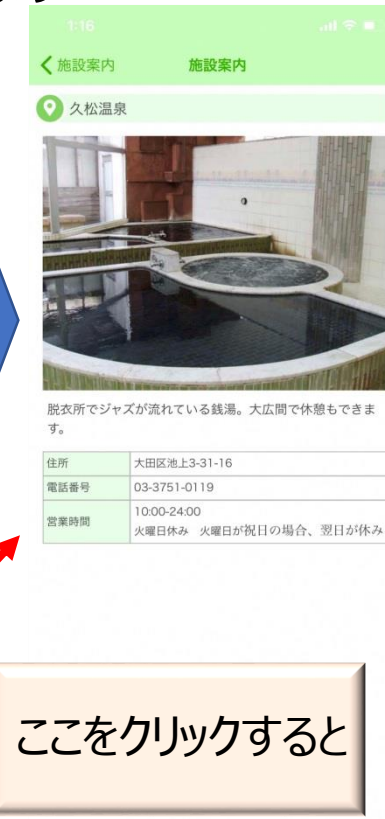 1:16
施設案内 施設案内
久松温泉
脱衣所でジャズが流れている銭湯。大広間で休憩もできま
す。
住所 大田区池上3-31-16
電話番号 03-3751-0119
営業時間 10:00-24:00
火曜日休み 火曜日が祝日の場合、翌日が休み
ここをクリックすると